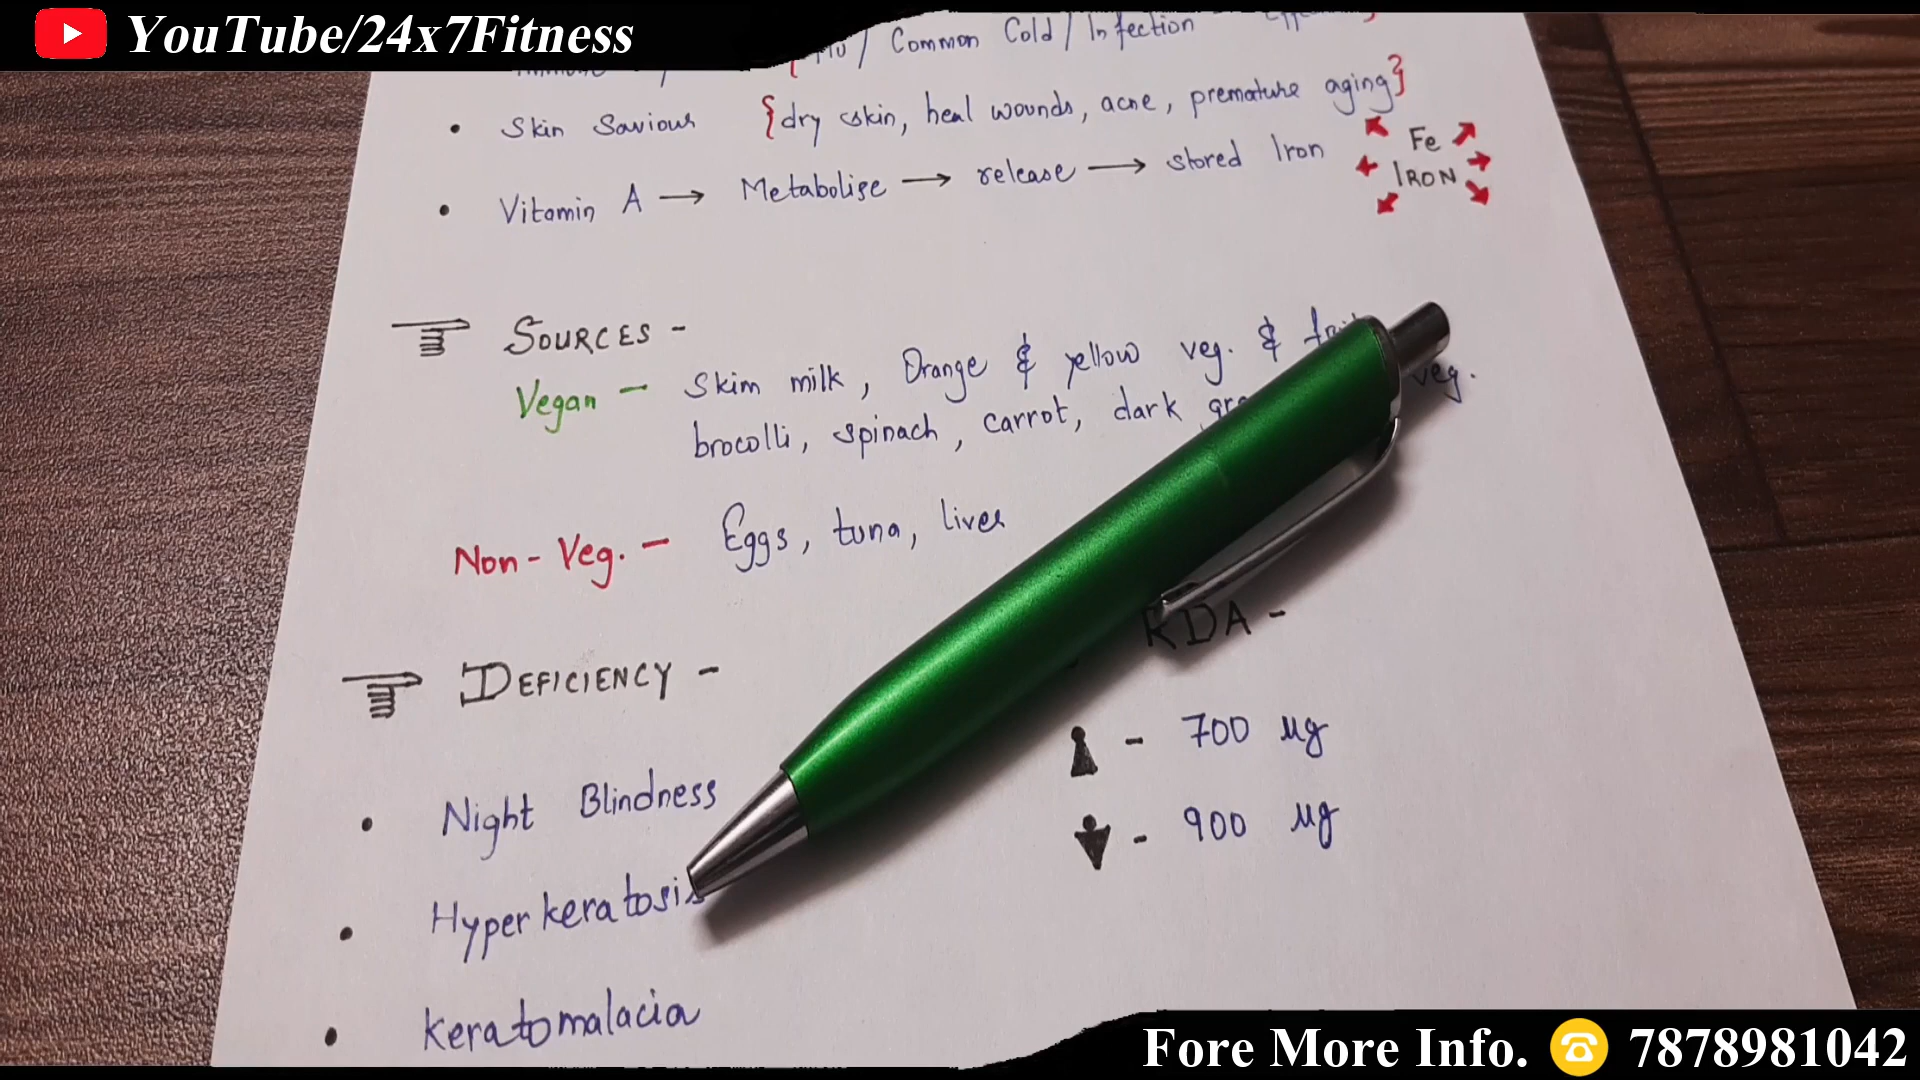 YouTube/24x7Fitness
Common Cold / Infection
• Skin Saviour {dry skin, heal wounds, acne, premature aging}
• Vitamin A → Metabolise → release → stored Iron
Fe
IRON
SOURCES -
Vegan - Skim milk, Orange & yellow veg. &
brocolli, spinach, carrot, dark veg.
Non-Veg. - Eggs, tuna, liver
DEFICIENCY -
RDA -
- 700 µg
• Night Blindness
- 900 µg
• Hyperkeratosis
• Keratomalacia
Fore More Info. 7878981042